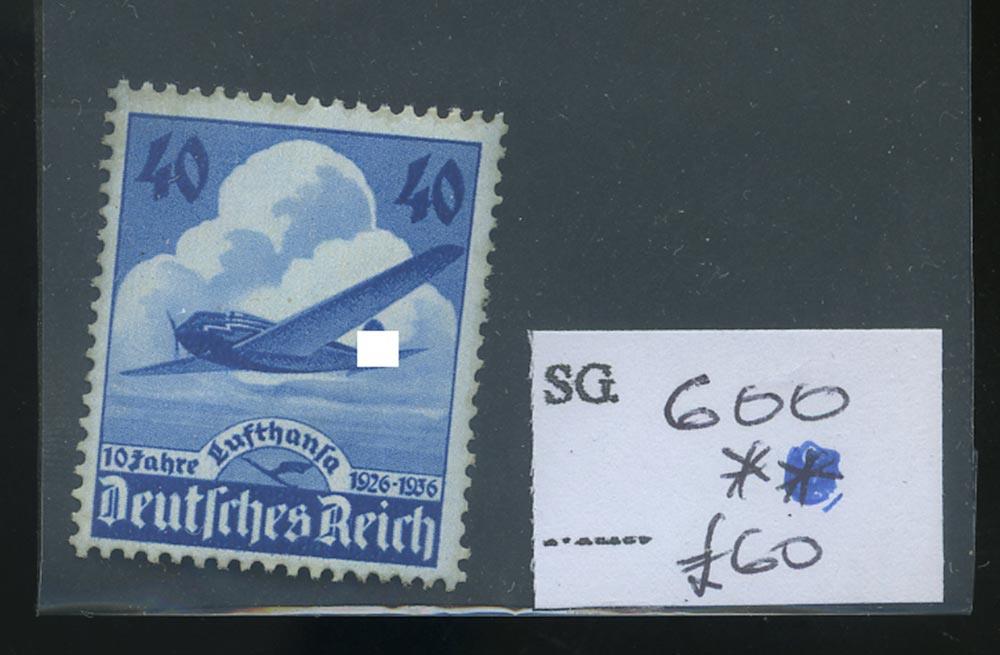 40 40
Lufthansa
10 Jahre 1926-1936
Deutsches Reich
SG. 600
**
£60